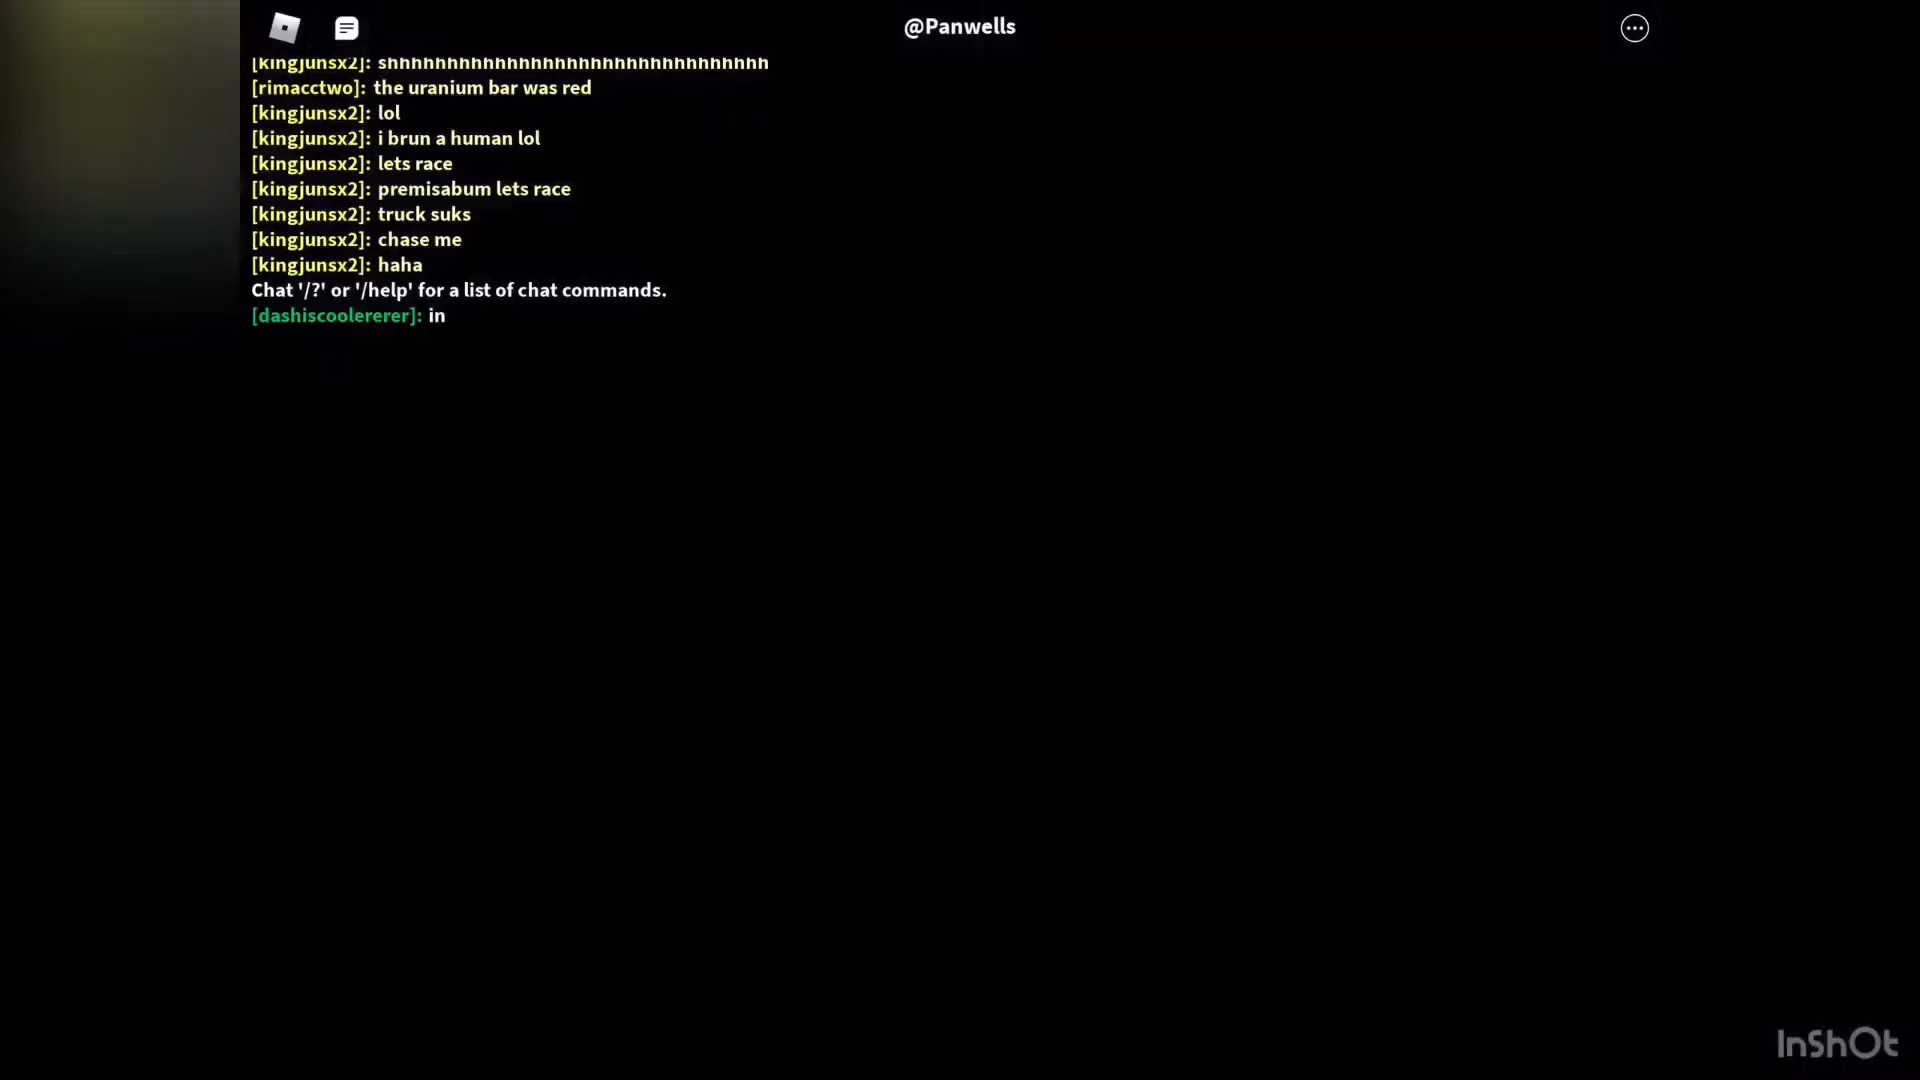 @Panwells
[kingjunsx2]: shhhhhhhhhhhhhhhhhhhhhhhhhhhhhhhh
[rimacctwo]: the uranium bar was red
[kingjunsx2]: lol
[kingjunsx2]: i brun a human lol
[kingjunsx2]: lets race
[kingjunsx2]: premisabum lets race
[kingjunsx2]: truck suks
[kingjunsx2]: chase me
[kingjunsx2]: haha
Chat '/?' or '/help' for a list of chat commands.
[dashiscoolererer]: in
InShOt